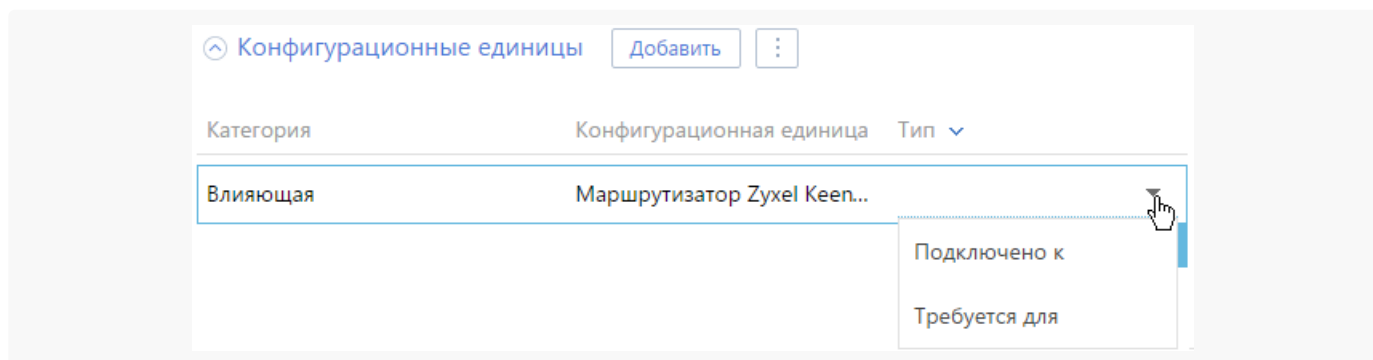 Конфигурационные единицы Добавить
Категория Конфигурационная единица Тип
Влияющая Маршрутизатор Zyxel Keen...
Подключено к
Требуется для